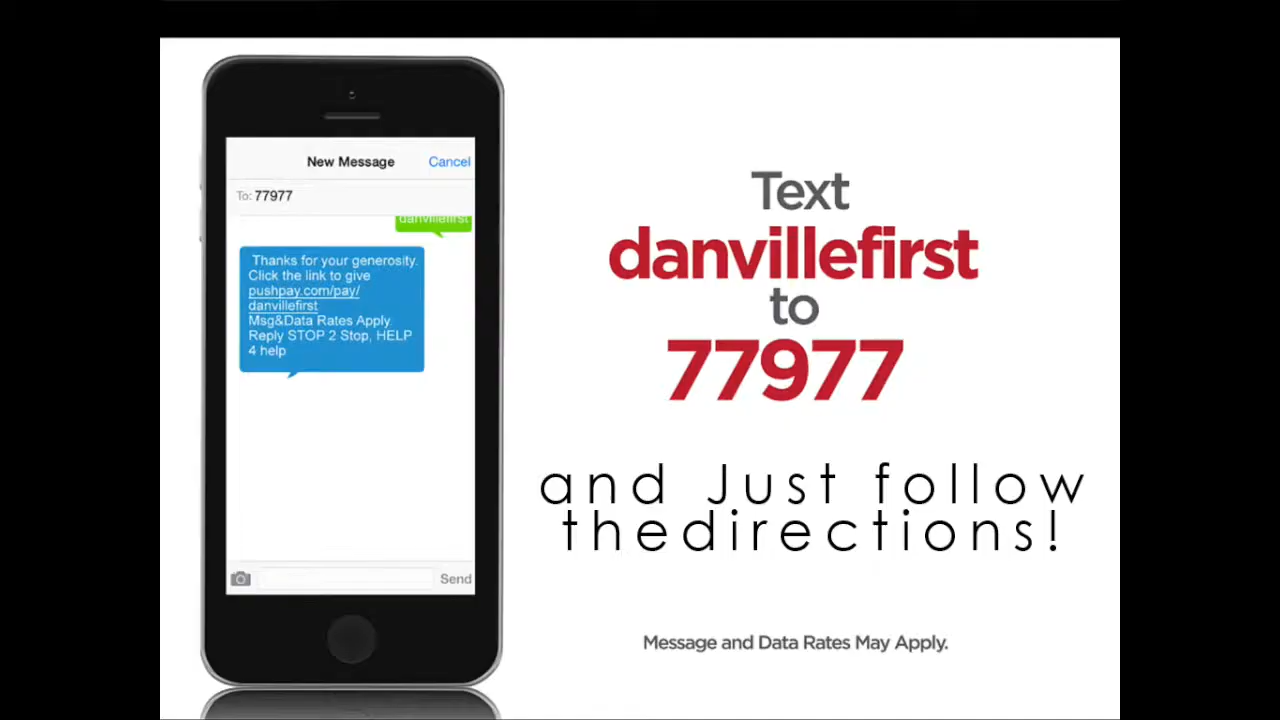 New Message
Cancel
To: 77977
danvillefirst
Thanks for your generosity.
Click the link to give
pushpay.com/pay/
danvillefirst
Msg&Data Rates Apply
Reply STOP 2 Stop, HELP
4 help
Send
Text
danvillefirst
to
77977
and Just follow
thedirections!
Message and Data Rates May Apply.